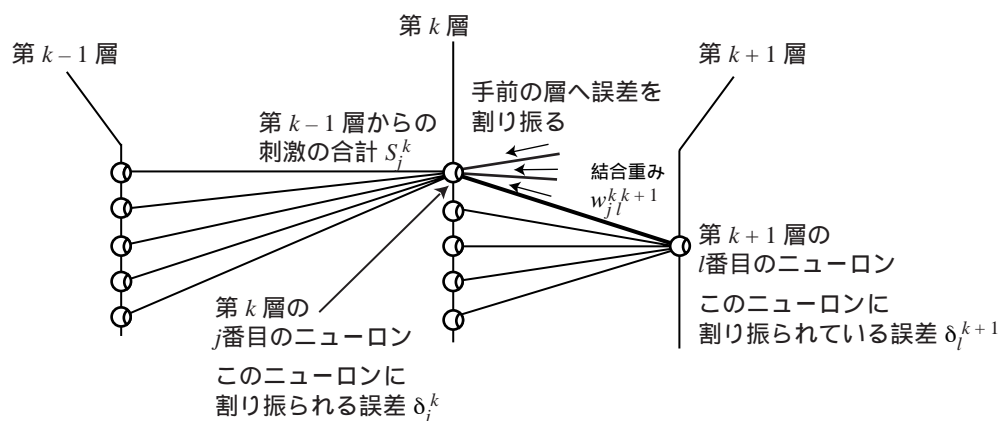 第 k – 1 層
第 k 層
第 k + 1 層
手前の層へ誤差を
割り振る
第 k – 1 層からの
刺激の合計 S_j^k
結合重み
w_{j l}^{k k + 1}
第 k + 1 層の
l番目のニューロン
このニューロンに
割り振られている誤差 δ_l^{k + 1}
第 k 層の
j番目のニューロン
このニューロンに
割り振られる誤差 δ_j^k